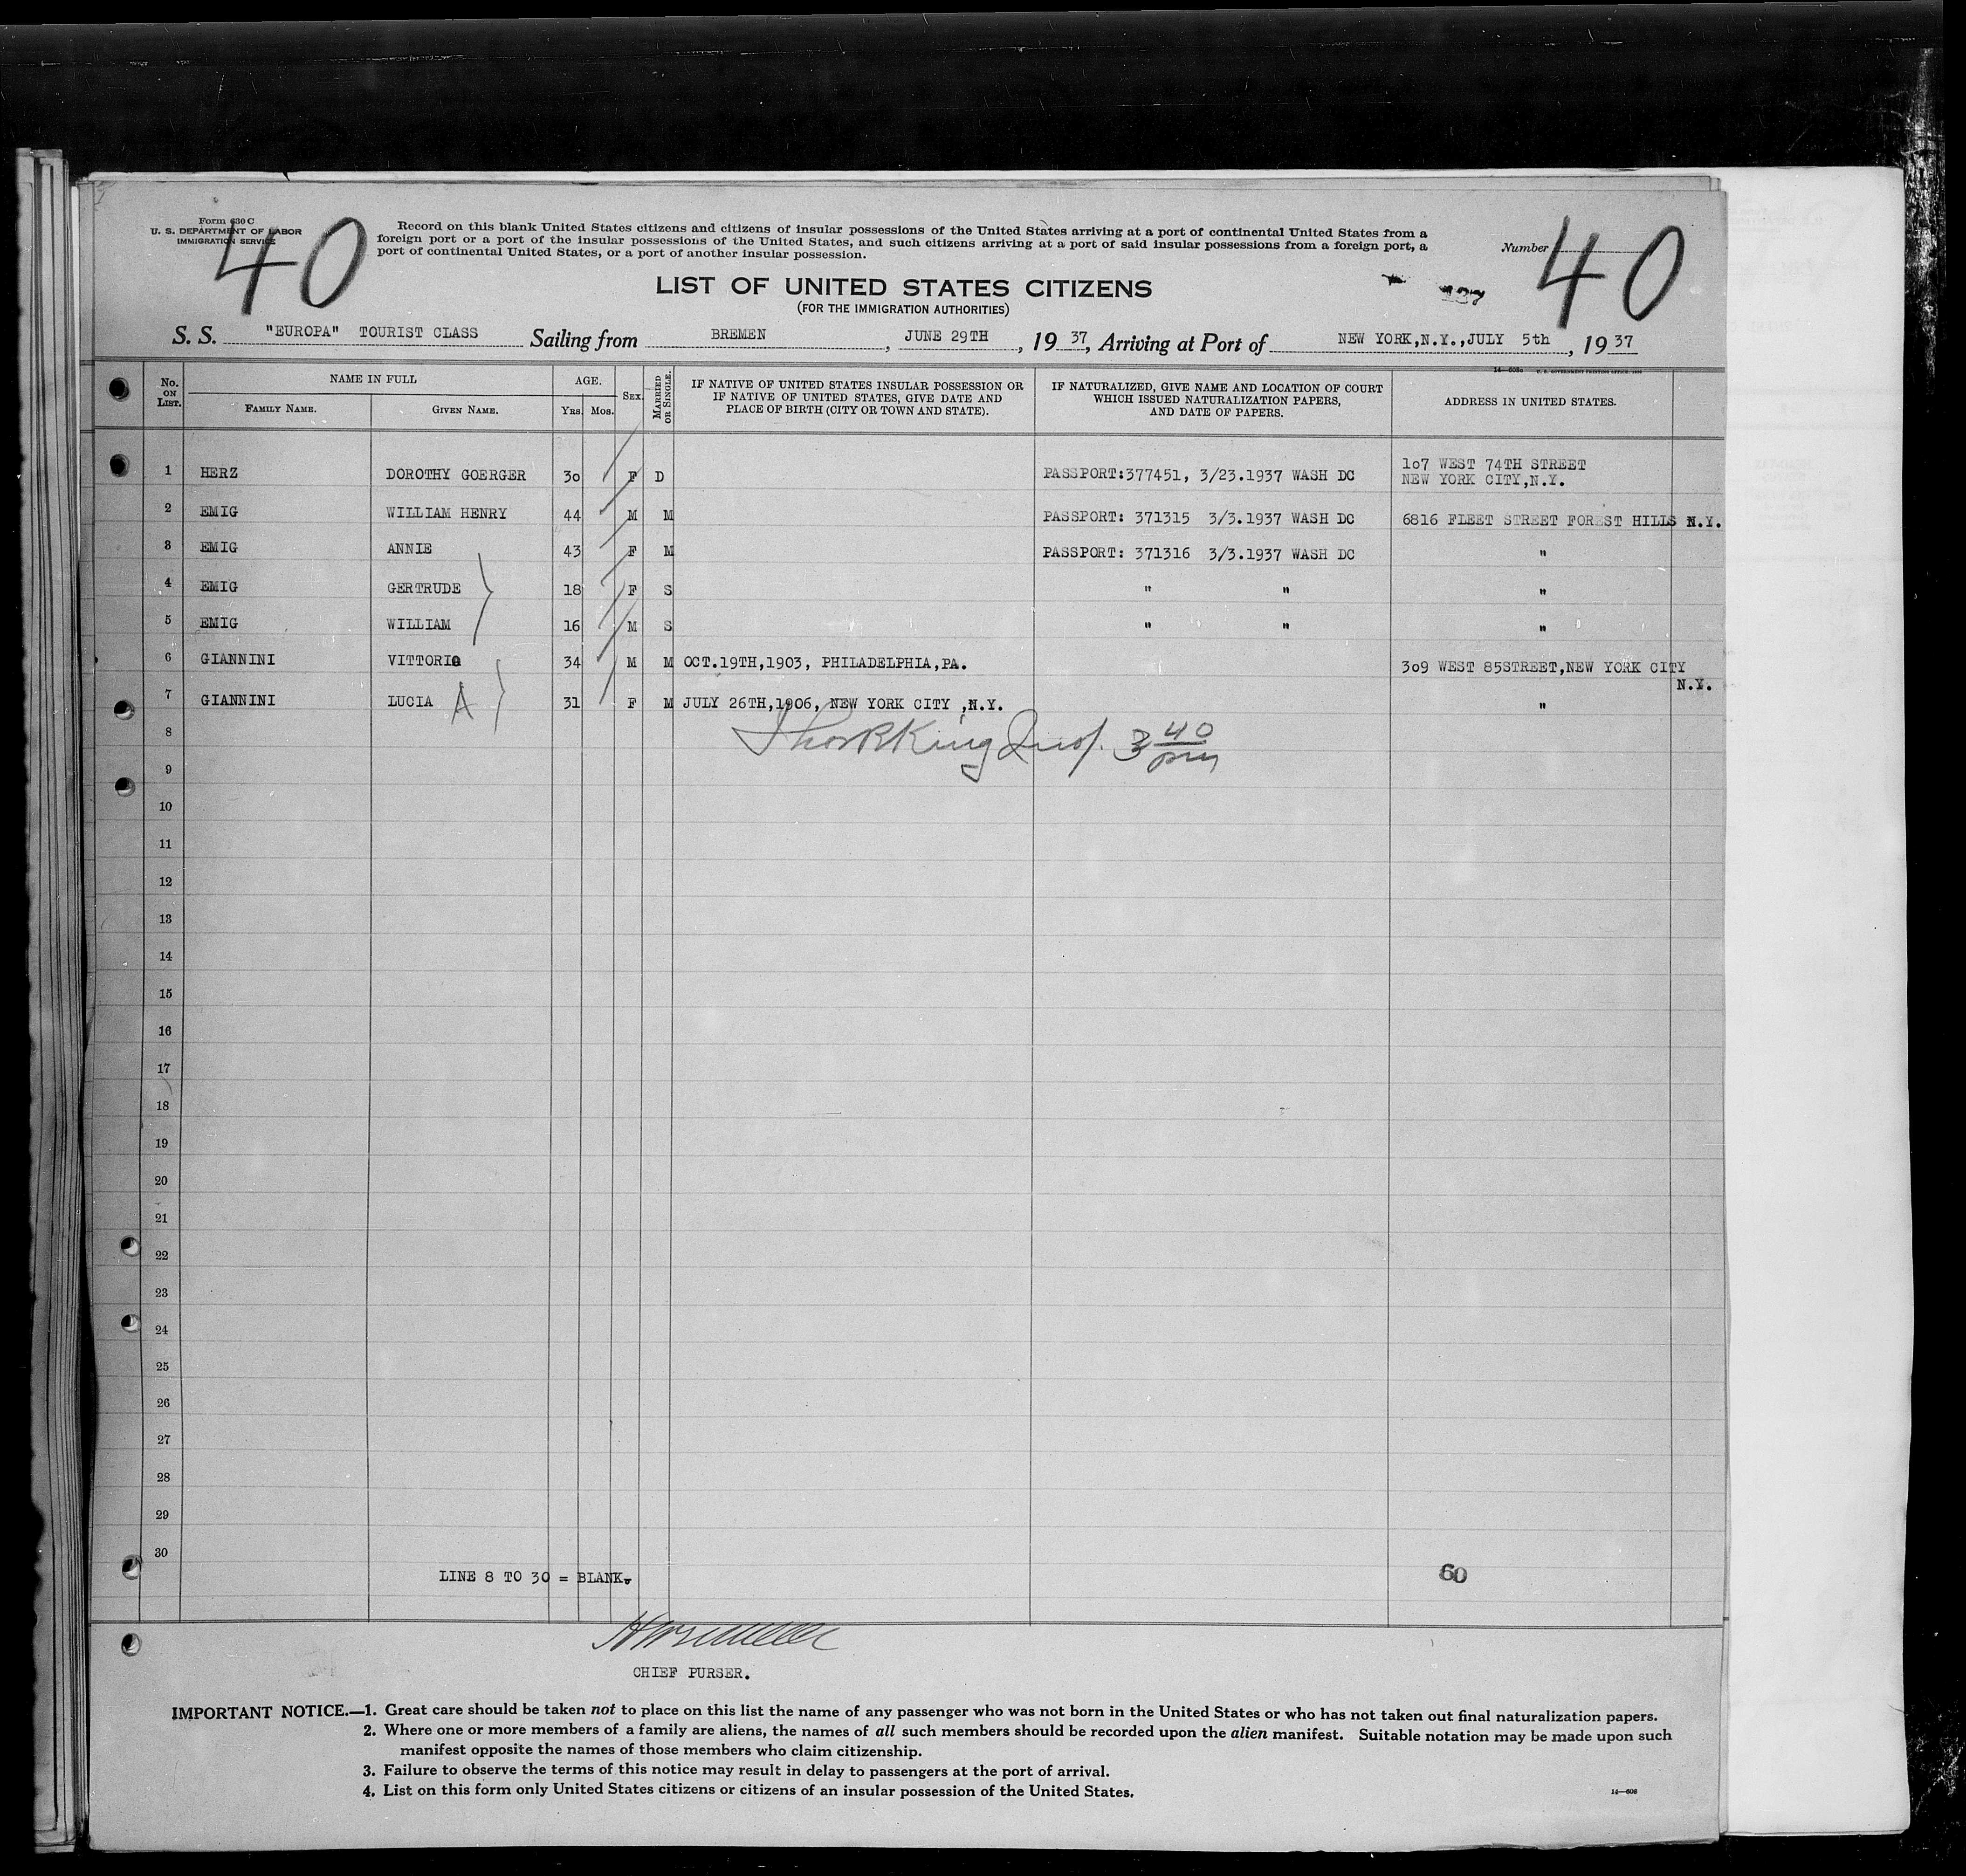 Form 630 C
U. S. DEPARTMENT OF LABOR
IMMIGRATION SERVICE
40
Record on this blank United States citizens and citizens of insular possessions of the United States arriving at a port of continental United States from a
foreign port or a port of the insular possessions of the United States, and such citizens arriving at a port of said insular possessions from a foreign port, a
port of continental United States, or a port of another insular possession.
Number 40
LIST OF UNITED STATES CITIZENS
(FOR THE IMMIGRATION AUTHORITIES)
187
S. S. "EUROPA" TOURIST CLASS Sailing from BREMEN, JUNE 29TH, 1937, Arriving at Port of NEW YORK,N.Y.,JULY 5th, 1937
No. ON LIST. NAME IN FULL FAMILY NAME. GIVEN NAME. AGE. YRS. MOS. SEX. MARRIED OR SINGLE. IF NATIVE OF UNITED STATES INSULAR POSSESSION OR IF NATIVE OF UNITED STATES, GIVE DATE AND PLACE OF BIRTH (CITY OR TOWN AND STATE). IF NATURALIZED, GIVE NAME AND LOCATION OF COURT WHICH ISSUED NATURALIZATION PAPERS, AND DATE OF PAPERS. ADDRESS IN UNITED STATES.
1 HERZ DOROTHY GOERGER 30 F D PASSPORT:377451, 3/23.1937 WASH DC 107 WEST 74TH STREET
NEW YORK CITY,N.Y.
2 EMIG WILLIAM HENRY 44 M M PASSPORT: 371315 3/3.1937 WASH DC 6816 FLEET STREET FOREST HILLS N.Y.
3 EMIG ANNIE 43 F M PASSPORT: 371316 3/3.1937 WASH DC "
4 EMIG GERTRUDE 18 F S " " "
5 EMIG WILLIAM 16 M S " " "
6 GIANNINI VITTORIO 34 M M OCT.19TH,1903, PHILADELPHIA,PA. 309 WEST 85STREET,NEW YORK CITY
N.Y.
7 GIANNINI LUCIA A 31 F M JULY 26TH,1906, NEW YORK CITY ,N.Y. "
8
King Insp. 3 40 pm
9
10
11
12
13
14
15
16
17
18
19
20
21
22
23
24
25
26
27
28
29
30
LINE 8 TO 30 = BLANK.
60
CHIEF PURSER.
IMPORTANT NOTICE.—1. Great care should be taken not to place on this list the name of any passenger who was not born in the United States or who has not taken out final naturalization papers.
2. Where one or more members of a family are aliens, the names of all such members should be recorded upon the alien manifest. Suitable notation may be made upon such
manifest opposite the names of those members who claim citizenship.
3. Failure to observe the terms of this notice may result in delay to passengers at the port of arrival.
4. List on this form only United States citizens or citizens of an insular possession of the United States.
14—608